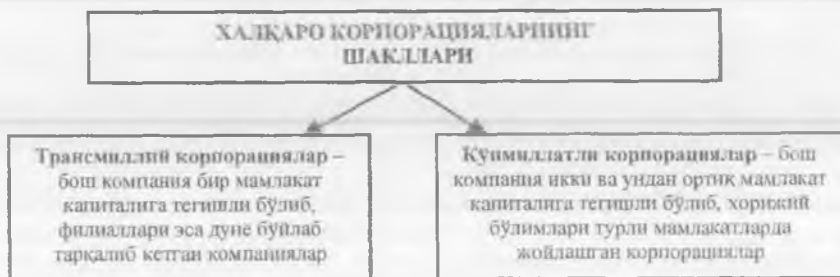 ХАЛҚАРО КОРПОРАЦИЯЛАРНИНГ
ШАКЛЛАРИ
Трансмиллий корпорациялар –
бош компания бир мамлакат
капиталига тегишли бўлиб,
филиаллари эса дунё бўйлаб
тарқалиб кетган компаниялар
Кўпмиллатли корпорациялар – бош
компания икки ва ундан ортиқ мамлакат
капиталига тегишли бўлиб, хорижий
бўлимлари турли мамлакатларда
жойлашган корпорациялар